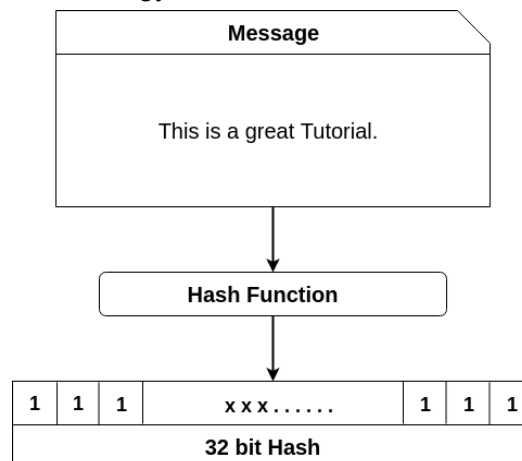 Message
This is a great Tutorial.
Hash Function
1 1 1 x x x . . . . . . 1 1 1
32 bit Hash